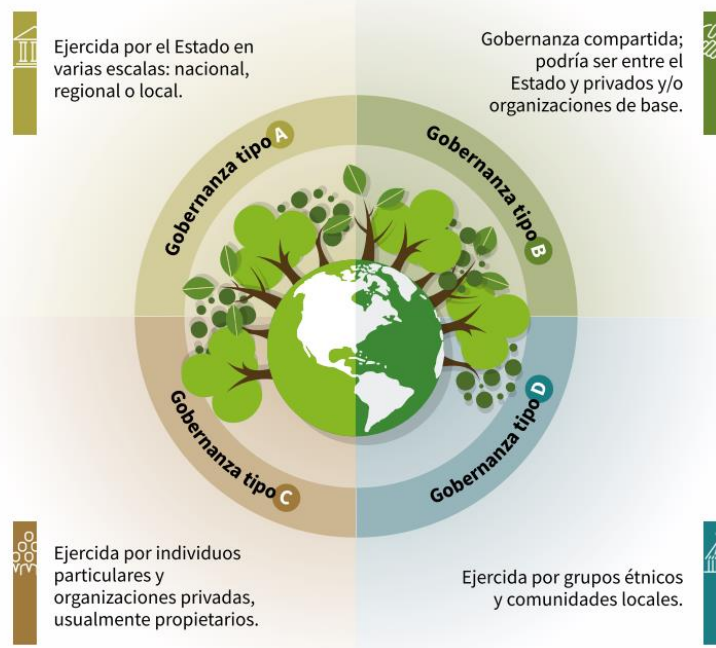 Ejercida por el Estado en
varias escalas: nacional,
regional o local.
Gobernanza compartida;
podría ser entre el
Estado y privados y/o
organizaciones de base.
Gobernanza tipo A
Gobernanza tipo B
Gobernanza tipo C
Gobernanza tipo D
Ejercida por individuos
particulares y
organizaciones privadas,
usualmente propietarios.
Ejercida por grupos étnicos
y comunidades locales.